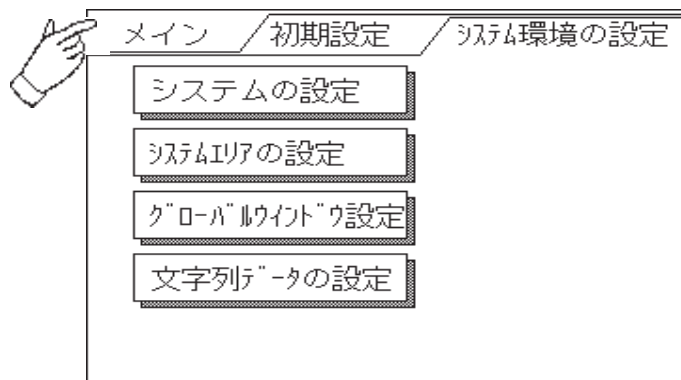 メイン 初期設定 ｼｽﾃﾑ環境の設定
システムの設定
ｼｽﾃﾑｴﾘｱの設定
ｸﾞﾛｰﾊﾞﾙｳｲﾝﾄﾞｳ設定
文字列ﾃﾞｰﾀの設定